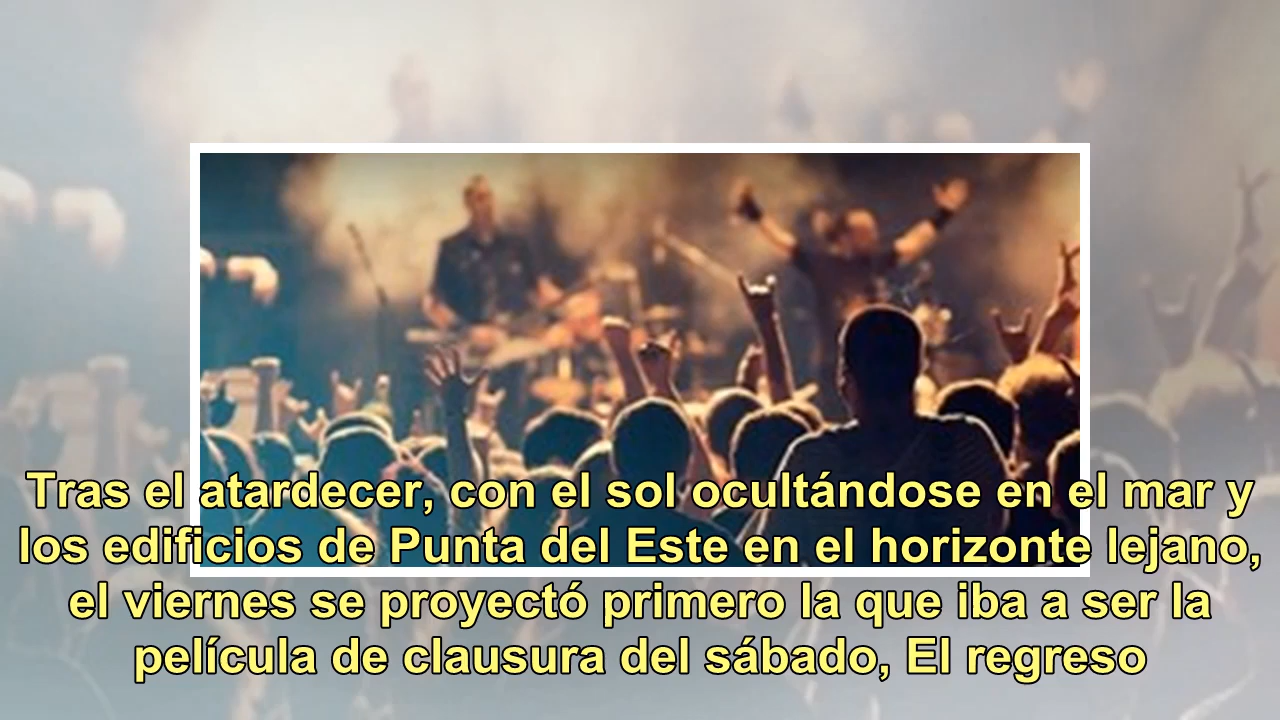 Tras el atardecer, con el sol ocultándose en el mar y
los edificios de Punta del Este en el horizonte lejano,
el viernes se proyectó primero la que iba a ser la
película de clausura del sábado, El regreso